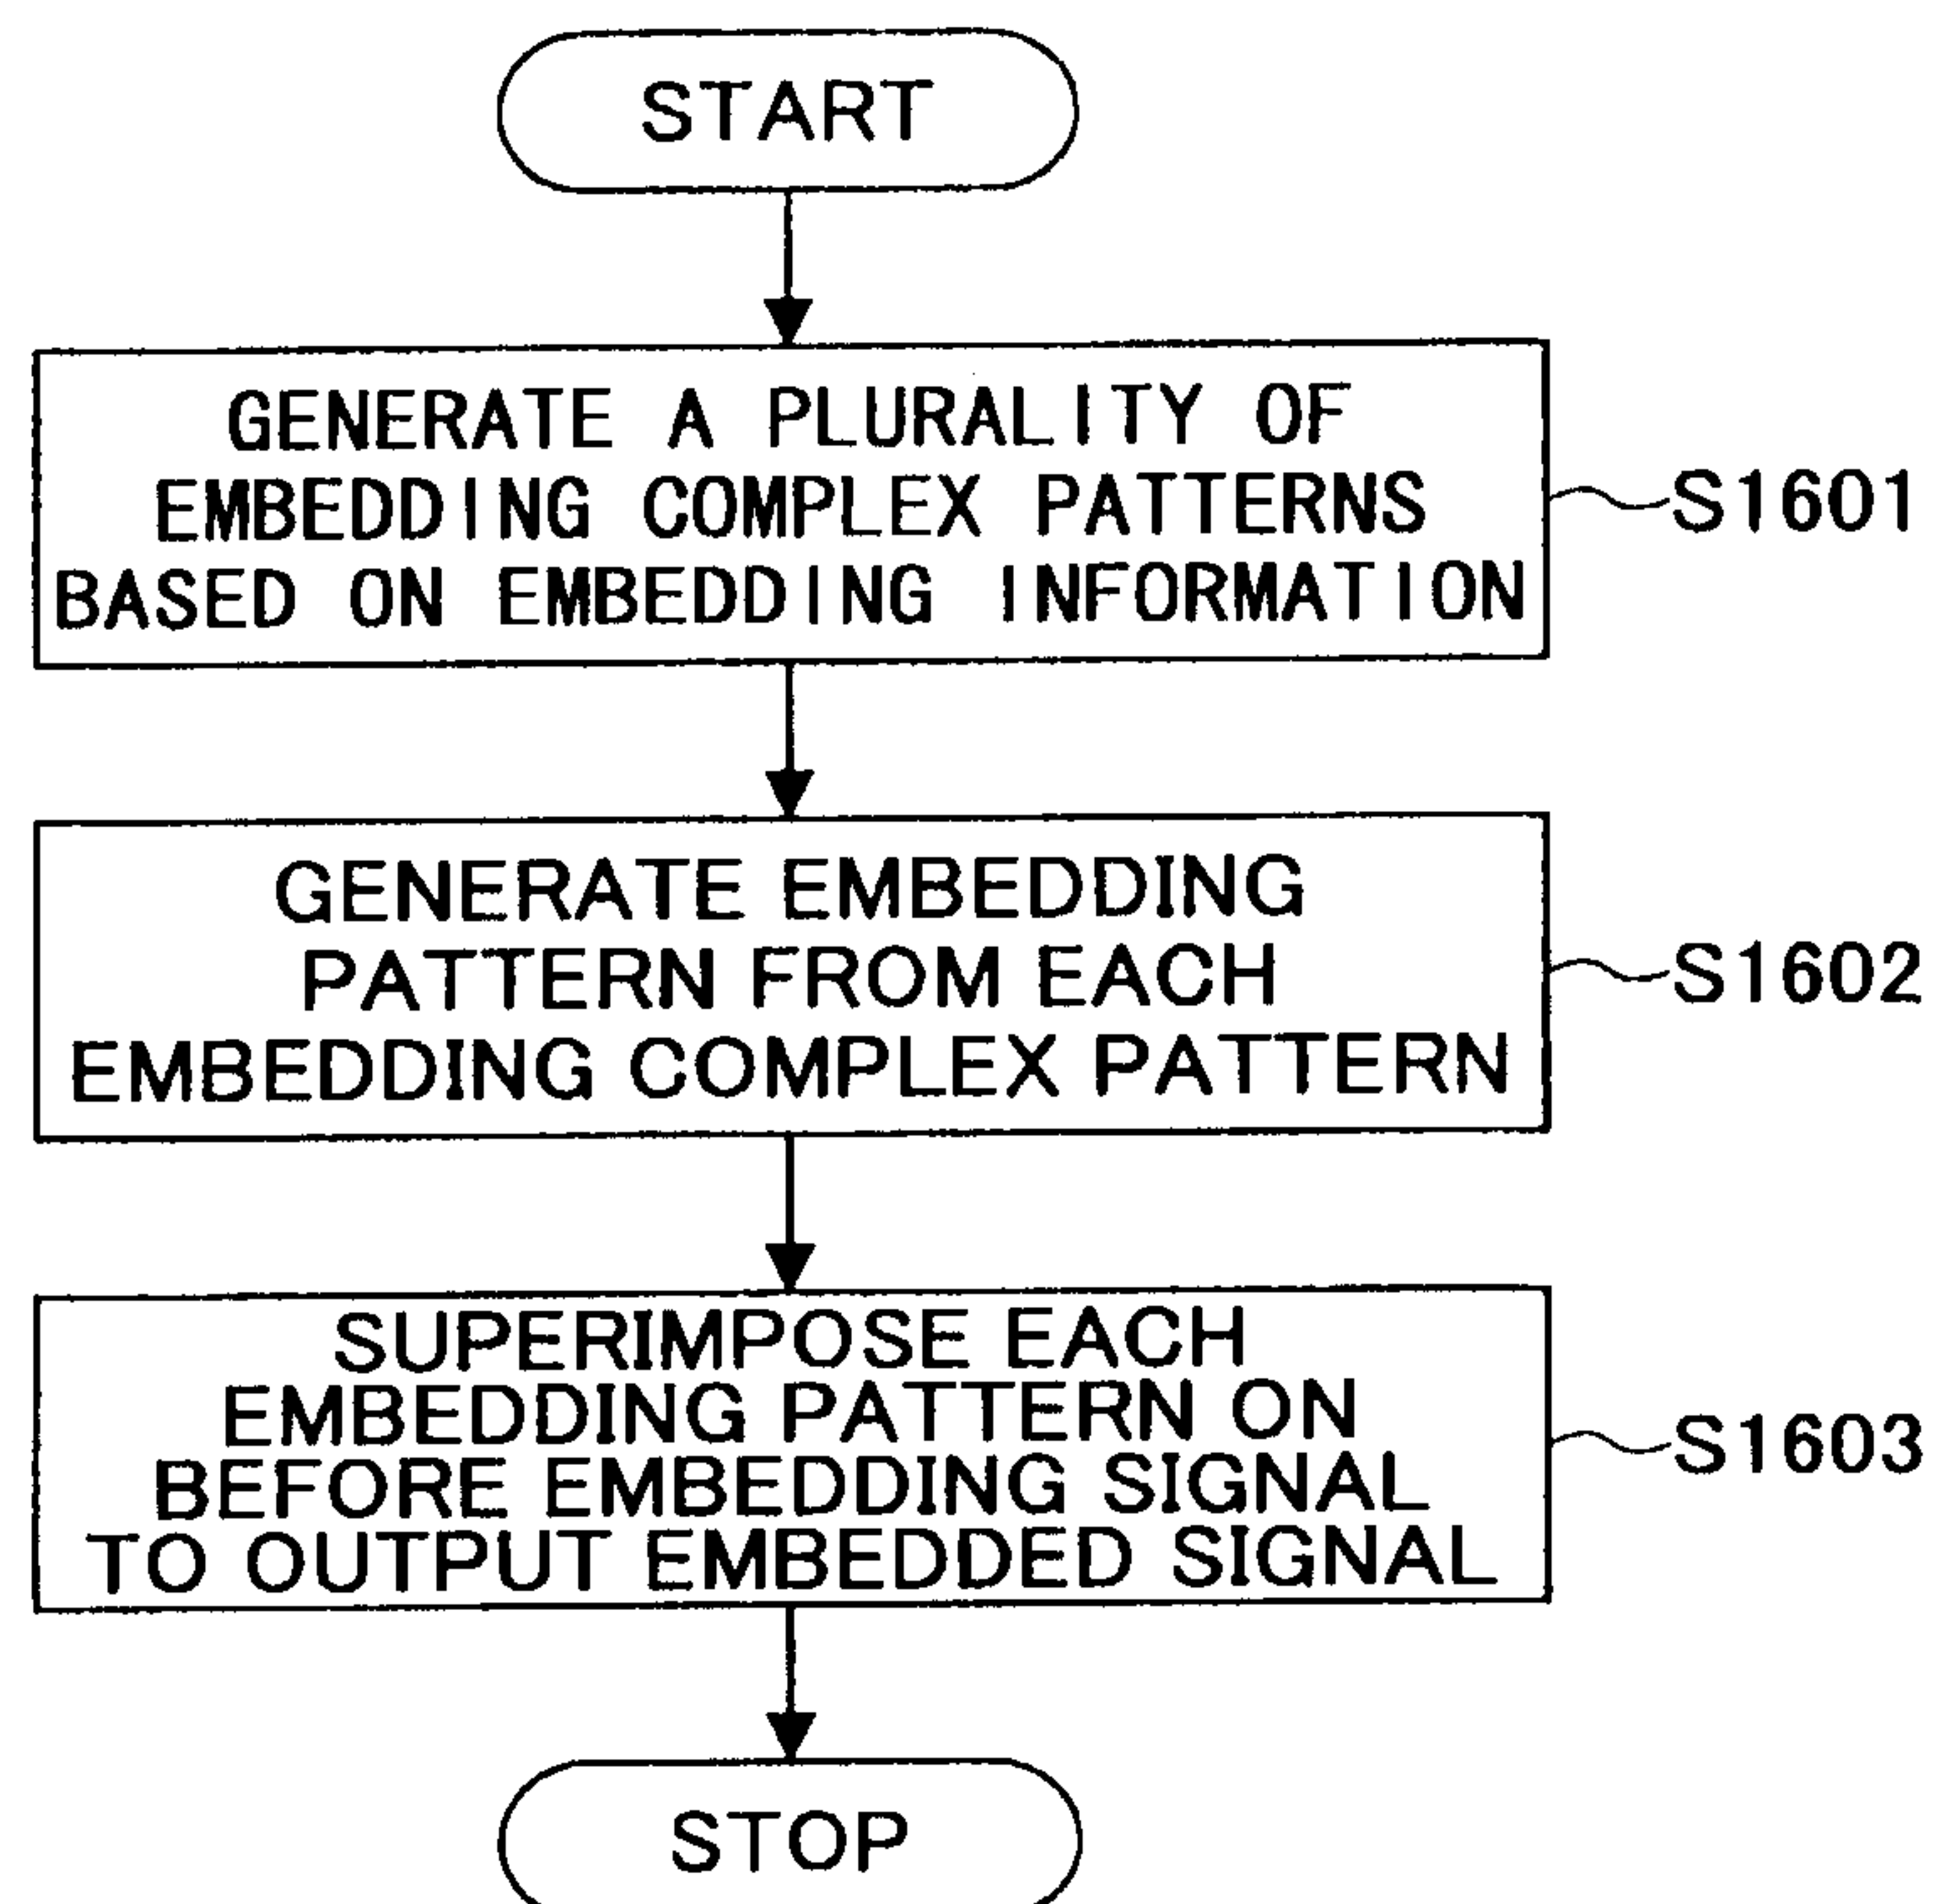 START
GENERATE A PLURALITY OF
EMBEDDING COMPLEX PATTERNS
BASED ON EMBEDDING INFORMATION
S1601
GENERATE EMBEDDING
PATTERN FROM EACH
EMBEDDING COMPLEX PATTERN
S1602
SUPERIMPOSE EACH
EMBEDDING PATTERN ON
BEFORE EMBEDDING SIGNAL
TO OUTPUT EMBEDDED SIGNAL
S1603
STOP